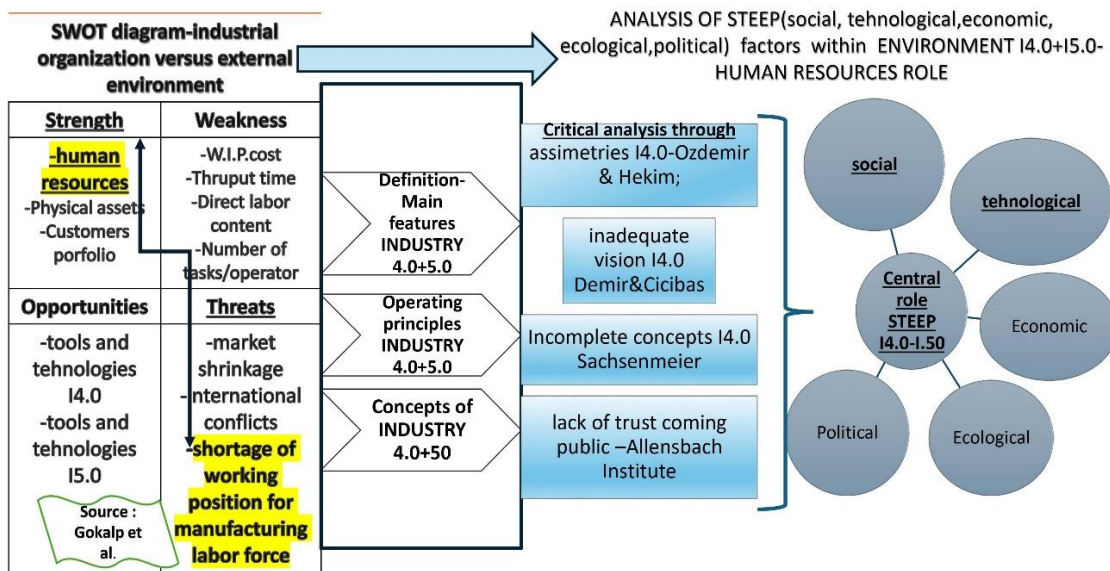 SWOT diagram-industrial
organization versus external
environment
ANALYSIS OF STEEP(social, tehnological,economic,
ecological,political) factors within ENVIRONMENT I4.0+I5.0-
HUMAN RESOURCES ROLE
Strength
-human
resources
-Physical assets
-Customers
porfolio
Weakness
-W.I.P.cost
-Thruput time
-Direct labor
content
-Number of
tasks/operator
Opportunities
-tools and
tehnologies
I4.0
-tools and
tehnologies
I5.0
Source :
Gokalp et
al.
Threats
-market
shrinkage
-international
conflicts
-shortage of
working
position for
manufacturing
labor force
Definition-
Main
features
INDUSTRY
4.0+5.0
Operating
principles
INDUSTRY
4.0+5.0
Concepts of
INDUSTRY
4.0+50
Critical analysis through
assimetries I4.0-Ozdemir
& Hekim;
inadequate
vision I4.0
Demir&Cicibas
Incomplete concepts I4.0
Sachsenmeier
lack of trust coming
public –Allensbach
Institute
social
tehnological
Central
role
STEEP
I4.0-I.50
Economic
Ecological
Political